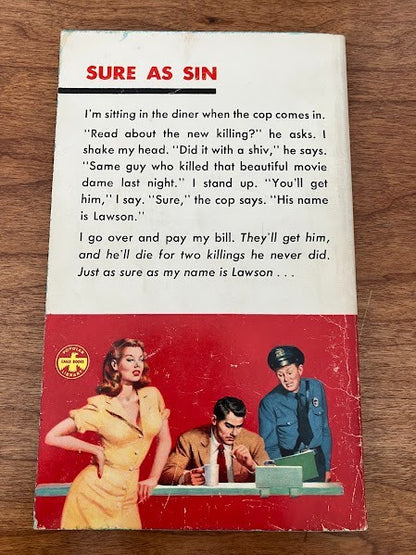 SURE AS SIN
I'm sitting in the diner when the cop comes in.
"Read about the new killing?" he asks. I
shake my head. "Did it with a shiv," he says.
"Same guy who killed that beautiful movie
dame last night." I stand up. "You'll get
him," I say. "Sure," the cop says. "His name
is Lawson."
I go over and pay my bill. They'll get him,
and he'll die for two killings he never did.
Just as sure as my name is Lawson . . .
POPULAR
EAGLE BOOKS
LIBRARY